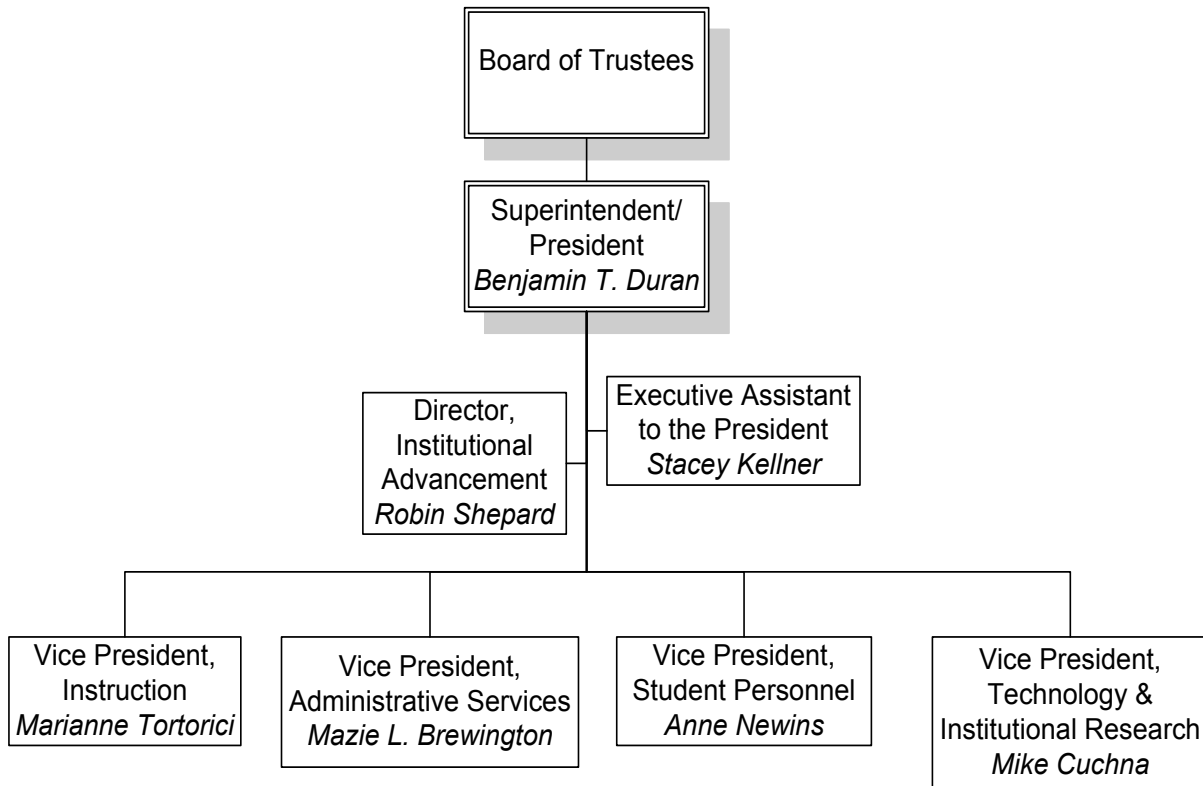 Board of Trustees
Superintendent/
President
Benjamin T. Duran
Director,
Institutional
Advancement
Robin Shepard
Executive Assistant
to the President
Stacey Kellner
Vice President,
Instruction
Marianne Tortorici
Vice President,
Administrative Services
Mazie L. Brewington
Vice President,
Student Personnel
Anne Newins
Vice President,
Technology &
Institutional Research
Mike Cuchna